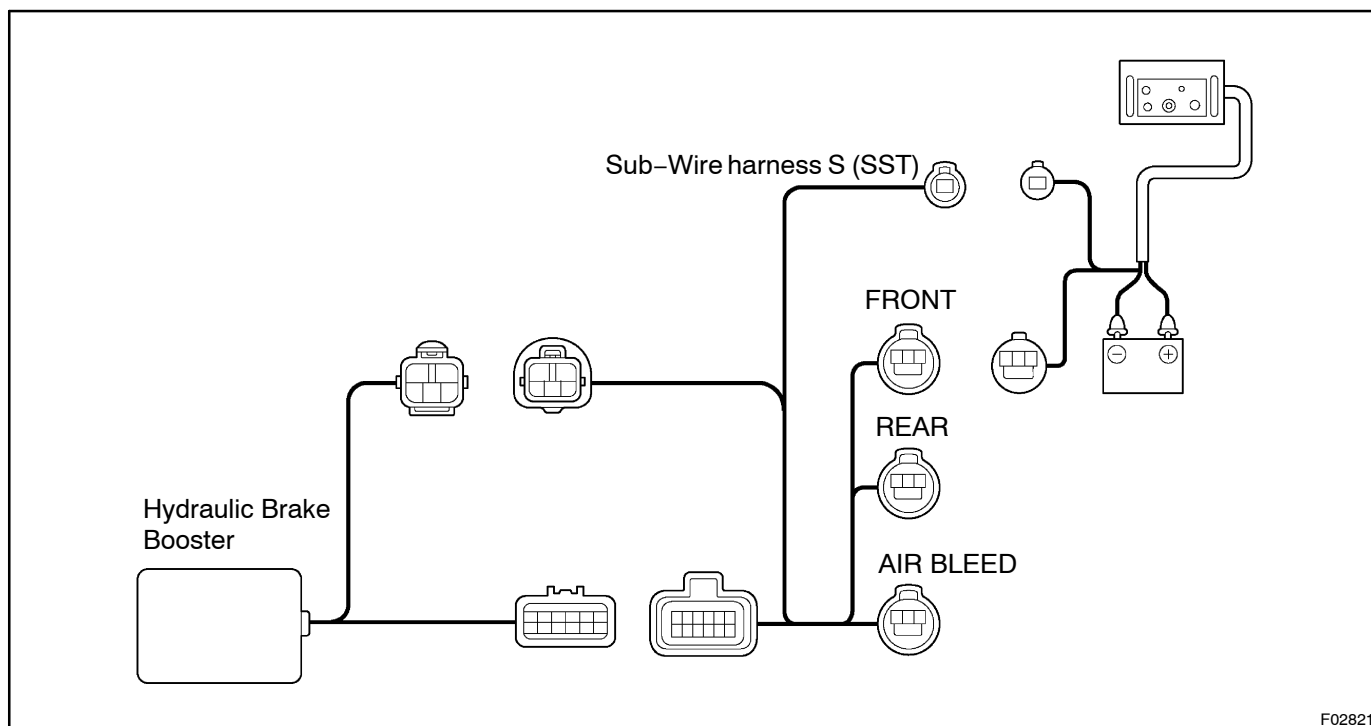 Sub−Wire harness S (SST)
FRONT
− +
REAR
Hydraulic Brake
Booster
AIR BLEED
F02821